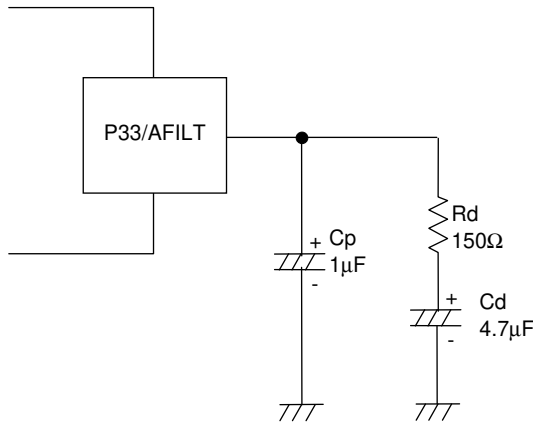 P33/AFILT
+
Cp
1μF
-
Rd
150Ω
+
Cd
4.7μF
-